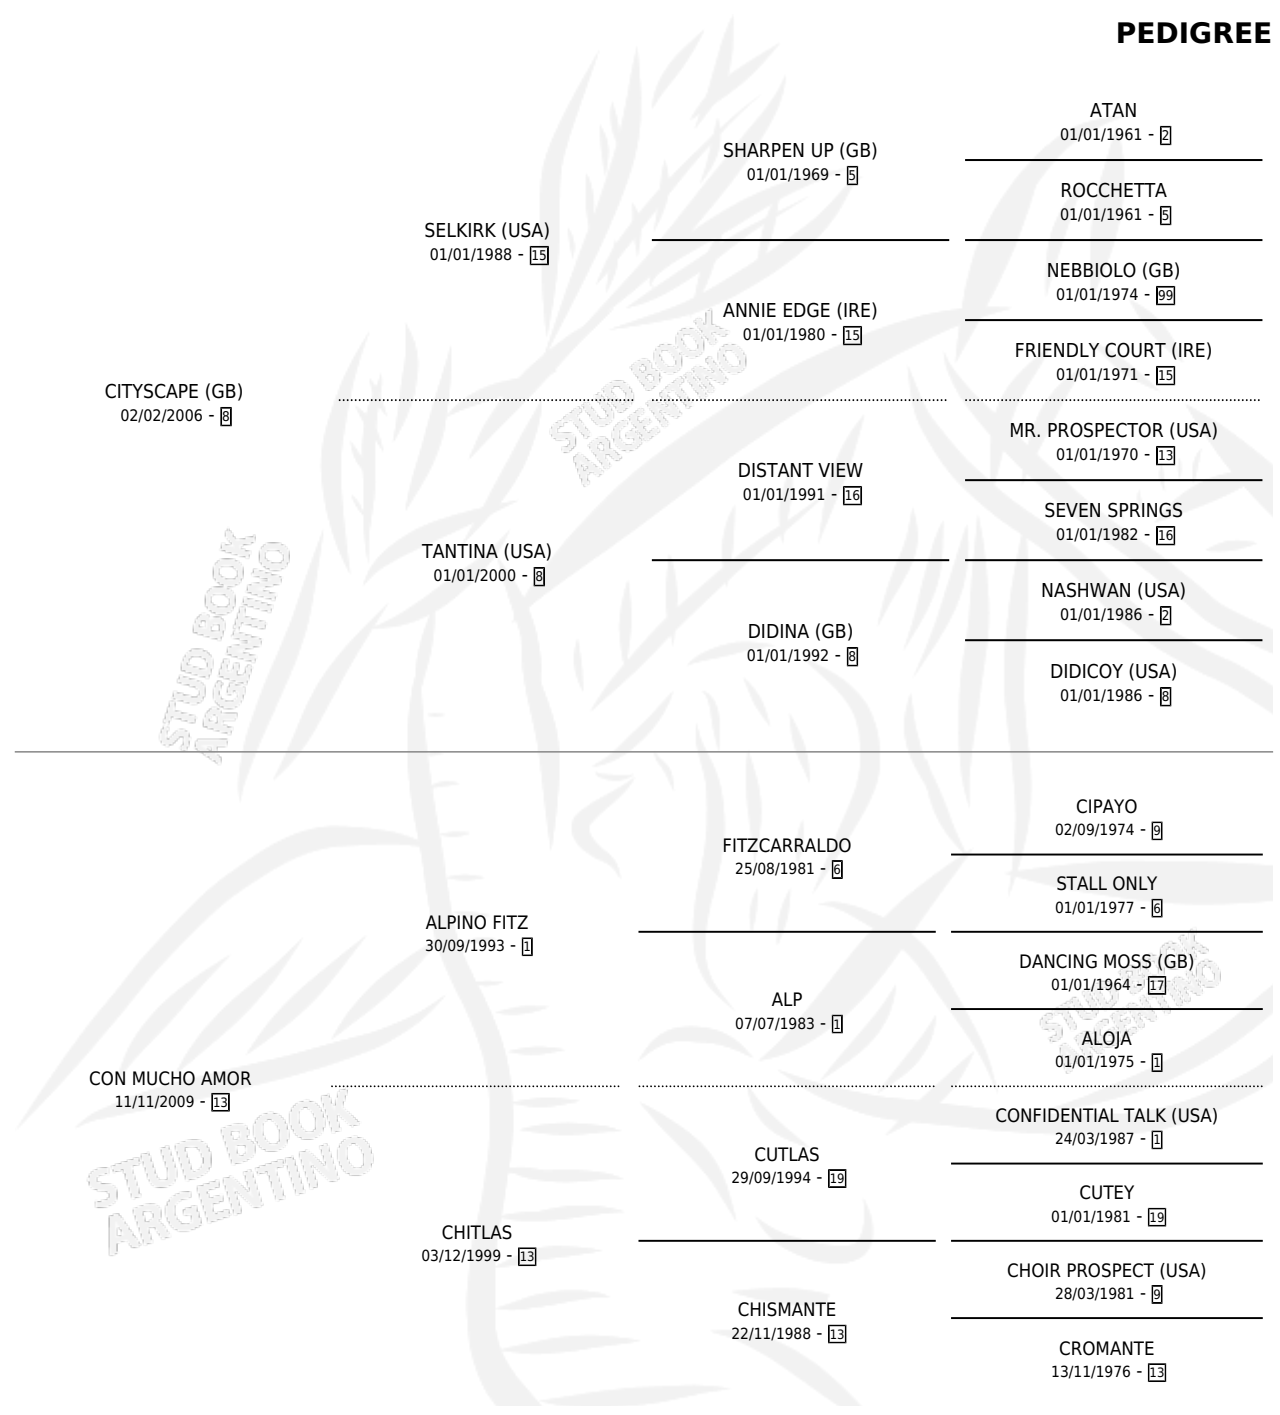 PEDIGREE
ATAN
01/01/1961 - 2
SHARPEN UP (GB)
01/01/1969 - 5
ROCCHETTA
01/01/1961 - 5
SELKIRK (USA)
01/01/1988 - 15
NEBBIOLO (GB)
01/01/1974 - 99
ANNIE EDGE (IRE)
01/01/1980 - 15
FRIENDLY COURT (IRE)
01/01/1971 - 15
CITYSCAPE (GB)
02/02/2006 - 8
STUD BOOK
ARGENTINO
MR. PROSPECTOR (USA)
01/01/1970 - 13
DISTANT VIEW
01/01/1991 - 16
SEVEN SPRINGS
01/01/1982 - 16
TANTINA (USA)
01/01/2000 - 8
NASHWAN (USA)
01/01/1986 - 2
DIDINA (GB)
01/01/1992 - 8
DIDICOY (USA)
01/01/1986 - 8
STUD BOOK
ARGENTINO
CIPAYO
02/09/1974 - 9
FITZCARRALDO
25/08/1981 - 6
STALL ONLY
01/01/1977 - 6
ALPINO FITZ
30/09/1993 - 1
DANCING MOSS (GB)
01/01/1964 - 17
ALP
07/07/1983 - 1
ALOJA
01/01/1975 - 1
STUD BOOK
ARGENTINO
CON MUCHO AMOR
11/11/2009 - 13
CONFIDENTIAL TALK (USA)
24/03/1987 - 1
CUTLAS
29/09/1994 - 19
CUTEY
01/01/1981 - 19
STUD BOOK
ARGENTINO
CHITLAS
03/12/1999 - 13
CHOIR PROSPECT (USA)
28/03/1981 - 9
CHISMANTE
22/11/1988 - 13
CROMANTE
13/11/1976 - 13